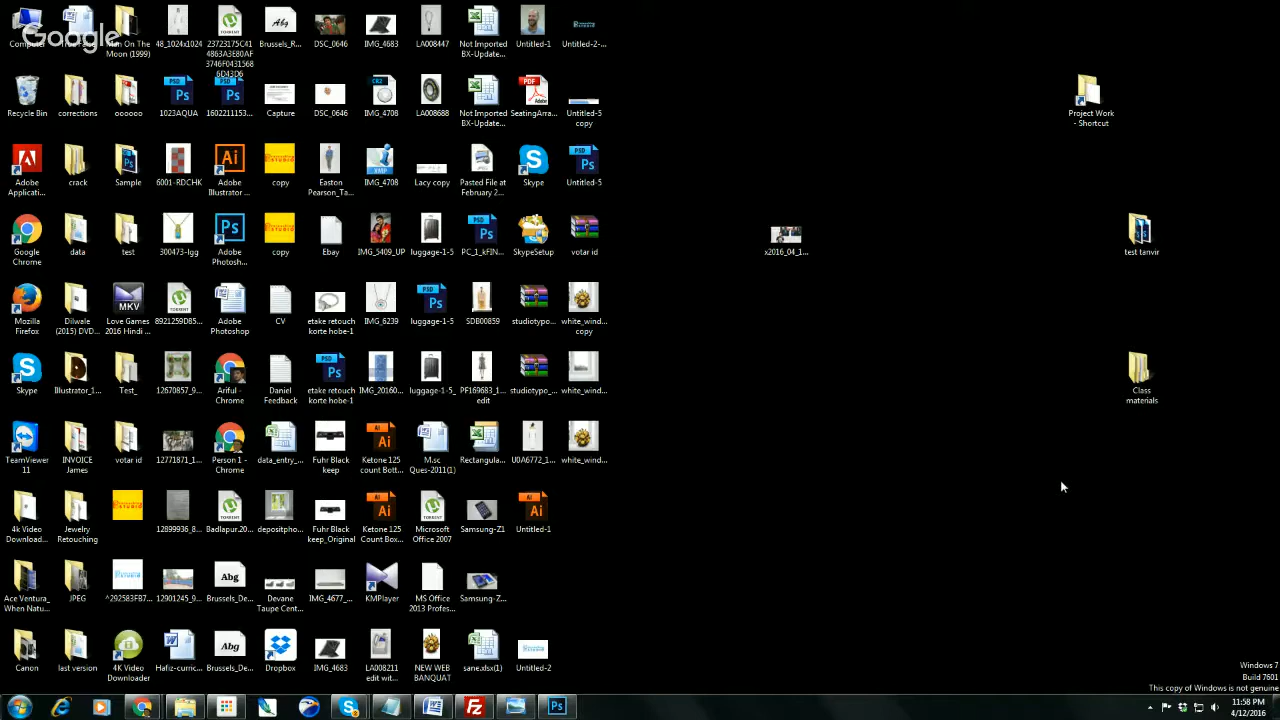 Google
Computer
Man On The
Moon (1999)
48_1024x1024
23723175C41
4863A3E80AF
3746F0431568
6D43D6
Brussels_R...
DSC_0646
IMG_4683
LA008447
Not Imported
BX-Update...
Untitled-1
Untitled-2-...
Recycle Bin
corrections
oooooo
1023AQUA
1602211153...
Capture
DSC_0646
IMG_4708
LA008688
Not Imported
BX-Update...
SeatingArra...
Untitled-5
copy
Project Work
- Shortcut
Adobe
Applicati...
crack
Sample
6001-RDCHK
Adobe
Illustrator ...
copy
Easton
Pearson_Ta...
IMG_4708
Lacy copy
Pasted File at
February 2...
Skype
Untitled-5
Google
Chrome
data
test
300473-lgg
Adobe
Photosh...
copy
Ebay
IMG_5409_UP
luggage-1-5
PC_1_kFIN...
SkypeSetup
votar id
x2016_04_1...
test tanvir
Mozilla
Firefox
Dilwale
(2015) DVD...
Love Games
2016 Hindi ...
8921259D85...
Adobe
Photoshop
CV
etake retouch
korte hobe-1
IMG_6239
luggage-1-5
SDB00859
studiotypo...
white_wind...
copy
Skype
Illustrator_1...
Test_
12670857_9...
Ariful -
Chrome
Daniel
Feedback
etake retouch
korte hobe-1
IMG_20160...
luggage-1-5_
PF169683_1...
edit
studiotypo_...
white_wind...
Class
materials
TeamViewer
11
INVOICE
James
votar id
12771871_1...
Person 1 -
Chrome
data_entry_...
Fuhr Black
keep
Ketone 125
count Bott...
M.sc
Ques-2011(1)
Rectangula...
U0A6772_1...
white_wind...
4k Video
Download...
Jewelry
Retouching
12899936_8...
Badlapur.20...
depositpho...
Fuhr Black
keep_Original
Ketone 125
Count Box...
Microsoft
Office 2007
Samsung-Z1
Untitled-1
Ace Ventura_
When Natu...
JPEG
^292583FB7...
12901245_9...
Brussels_De...
Devane
Taupe Cent...
IMG_4677_...
KMPlayer
MS Office
2013 Profes...
Samsung-Z...
Canon
last version
4K Video
Downloader
Hafiz-curric...
Brussels_De...
Dropbox
IMG_4683
LA008211
edit wit...
NEW WEB
BANQUAT
sane.xlsx(1)
Untitled-2
Windows 7
Build 7601
This copy of Windows is not genuine
11:58 PM
4/12/2016